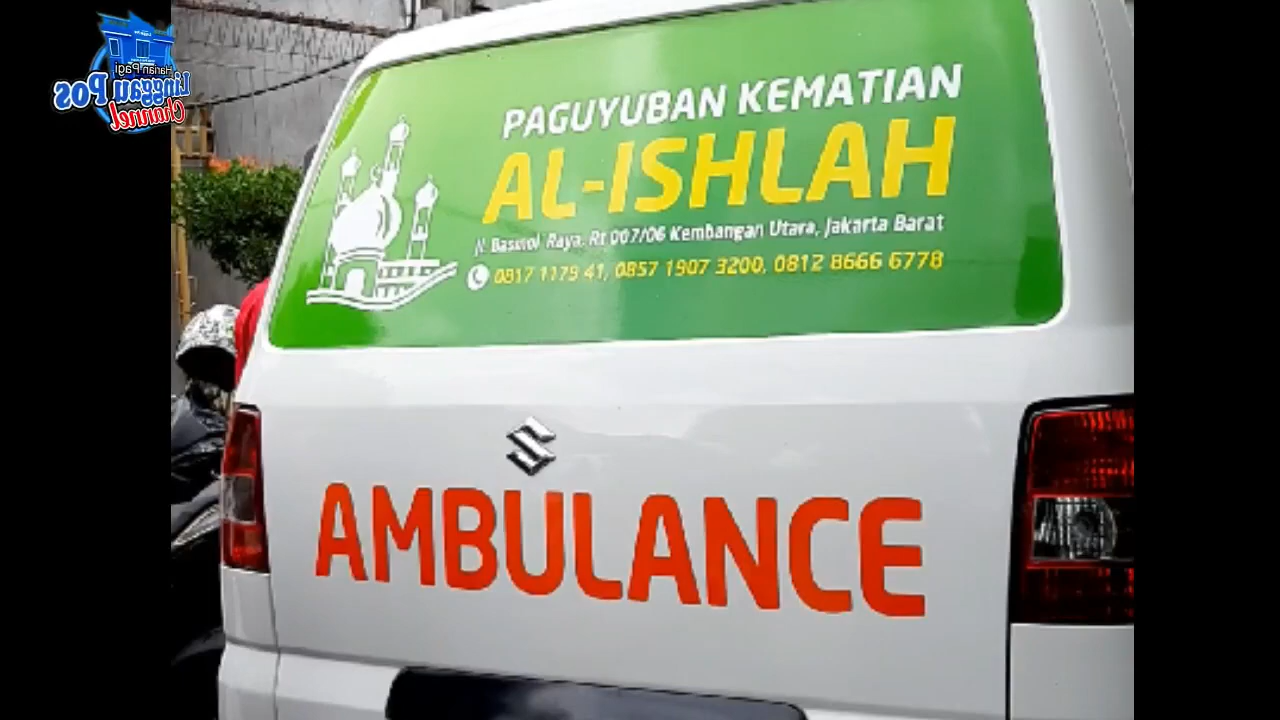 Harian Pagi
Linggau Pos
Channel
PAGUYUBAN KEMATIAN
AL-ISHLAH
Jl. Basmol Raya, Rt 007/06 Kembangan Utara, Jakarta Barat
0817 1179 41, 0857 1907 3200, 0812 8666 6778
AMBULANCE